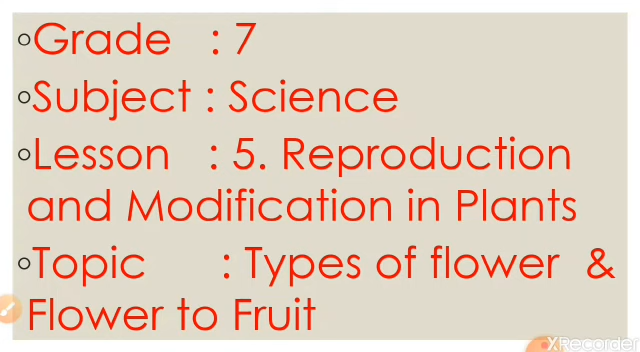 Grade : 7
Subject : Science
Lesson : 5. Reproduction
and Modification in Plants
Topic : Types of flower &
Flower to Fruit
XRecorder